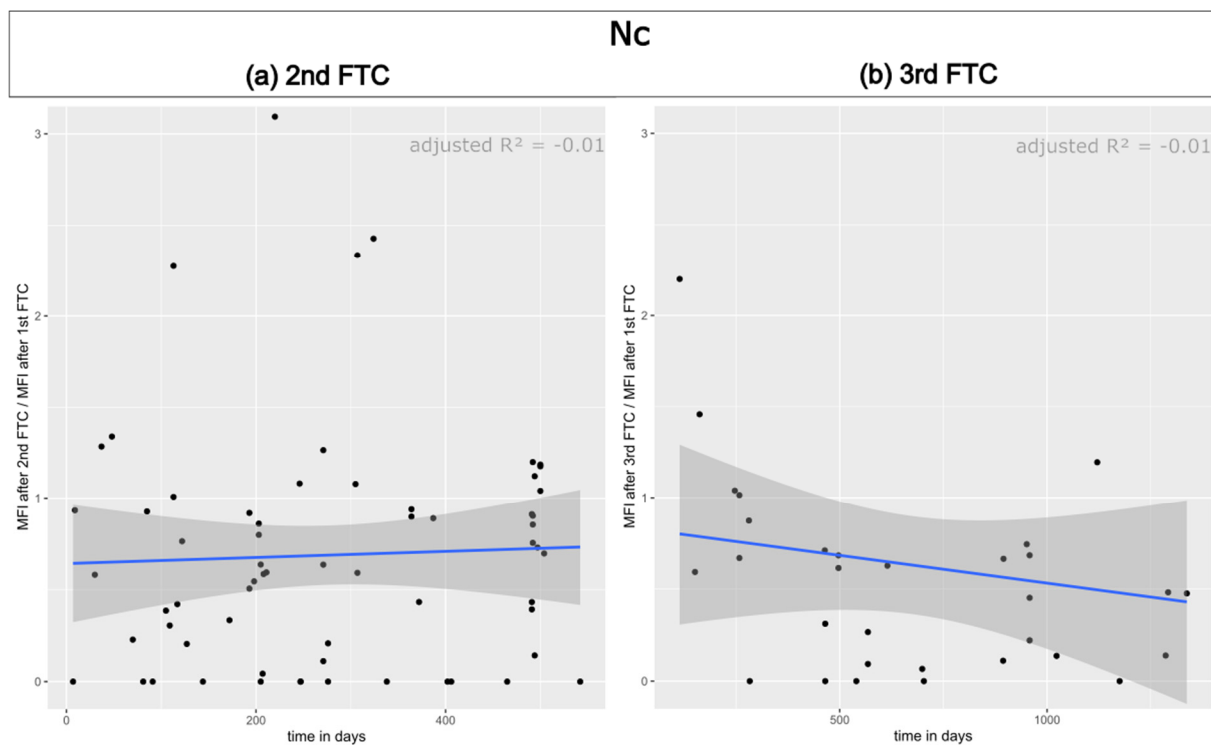 Nc
(a) 2nd FTC
(b) 3rd FTC
adjusted R² = -0.01
MFI after 2nd FTC / MFI after 1st FTC
3
2
1
0
0
200
400
time in days
adjusted R² = -0.01
MFI after 3rd FTC / MFI after 1st FTC
3
2
1
0
500
1000
time in days